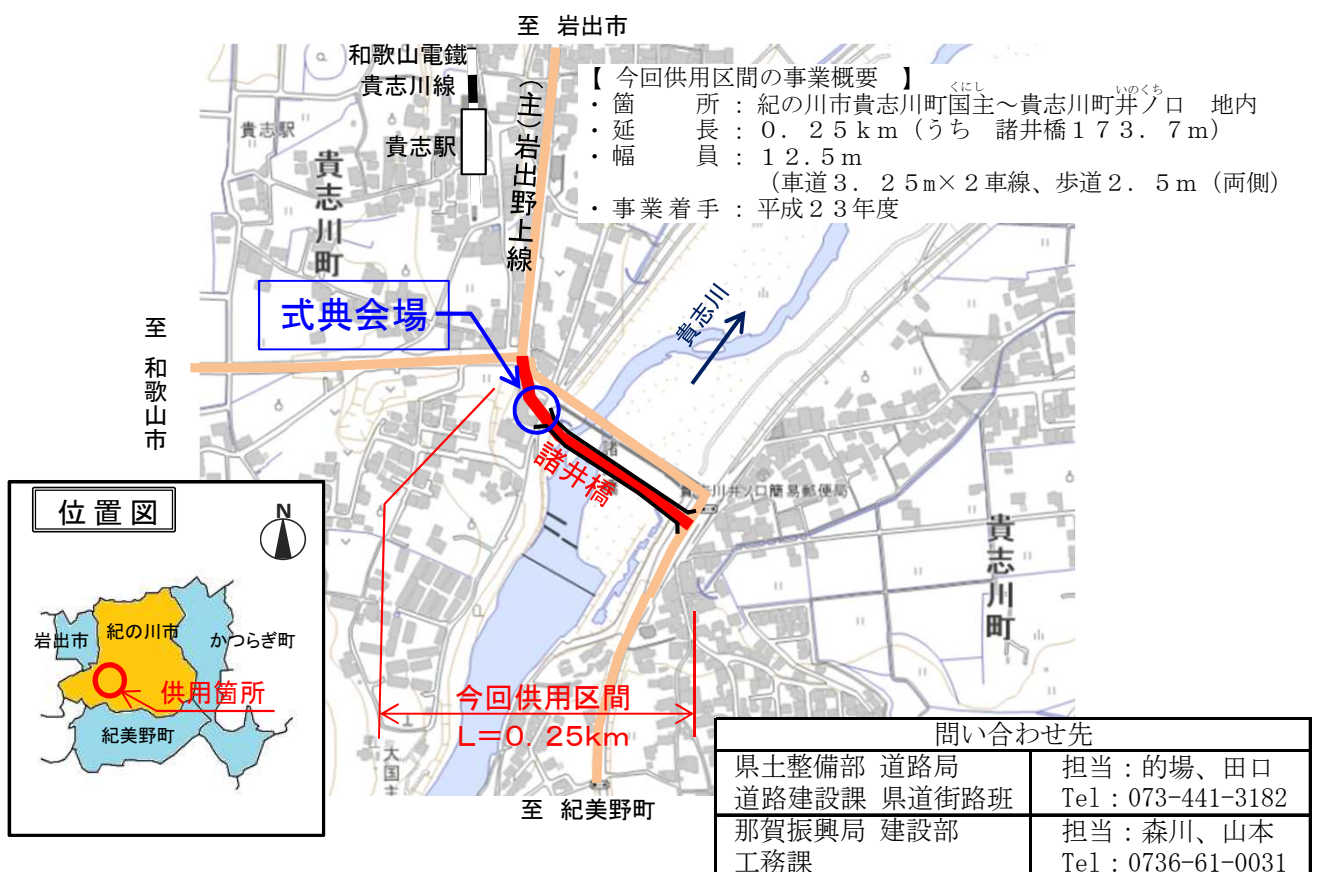 至 岩出市
和歌山電鐵
貴志川線
貴志駅
貴志駅
(主)岩出野上線
貴志川町
【 今回供用区間の事業概要 】
くにし
いのくち
・箇 所 : 紀の川市貴志川町国主～貴志川町井ノ口 地内
・延 長 : 0.25km(うち 諸井橋173.7m)
・幅 員 : 12.5m
(車道3.25m×2車線、歩道2.5m(両側)
・事業着手 : 平成23年度
式典会場
貴志川
至 和歌山市
諸井橋
諸
貴志川井ノ口簡易郵便局
貴志川町
位置図
N
岩出市
紀の川市
かつらぎ町
供用箇所
紀美野町
今回供用区間
L=0.25km
大国主
至 紀美野町
問い合わせ先
県土整備部 道路局
道路建設課 県道街路班
担当:的場、田口
Tel:073-441-3182
那賀振興局 建設部
工務課
担当:森川、山本
Tel:0736-61-0031